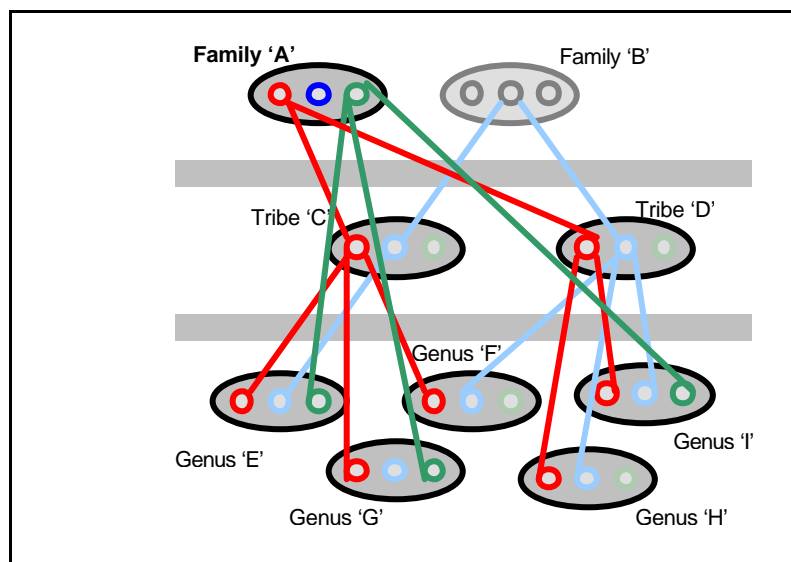 Family ‘A’
Family ‘B’
Tribe ‘C’
Tribe ‘D’
Genus ‘F’
Genus ‘E’
Genus ‘I’
Genus ‘G’
Genus ‘H’